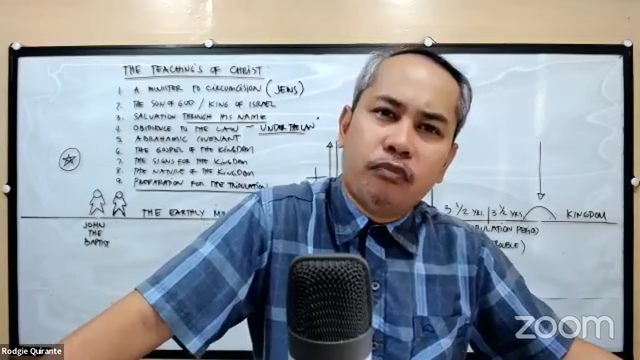 THE TEACHING'S OF CHRIST
1. A MINISTER TO CIRCUMCISION (JEWS)
2. THE SON OF GOD / KING OF ISRAEL
3. SALVATION THROUGH HIS NAME
4. OBEDIENCE TO THE LAW - UNDER THE LAW
5. ABRAHAMIC COVENANT
6. THE GOSPEL OF THE KINGDOM
7. THE SIGNS FOR THE KINGDOM
8. THE NATURE OF THE KINGDOM
9. PREPARATION FOR THE TRIBULATION
JOHN
THE
BAPTIST
THE EARTHLY
3 1/2 YRS. 3 1/2 YRS. KINGDOM
PERIOD
TROUBLE)
Rodgie Quirante
zoom